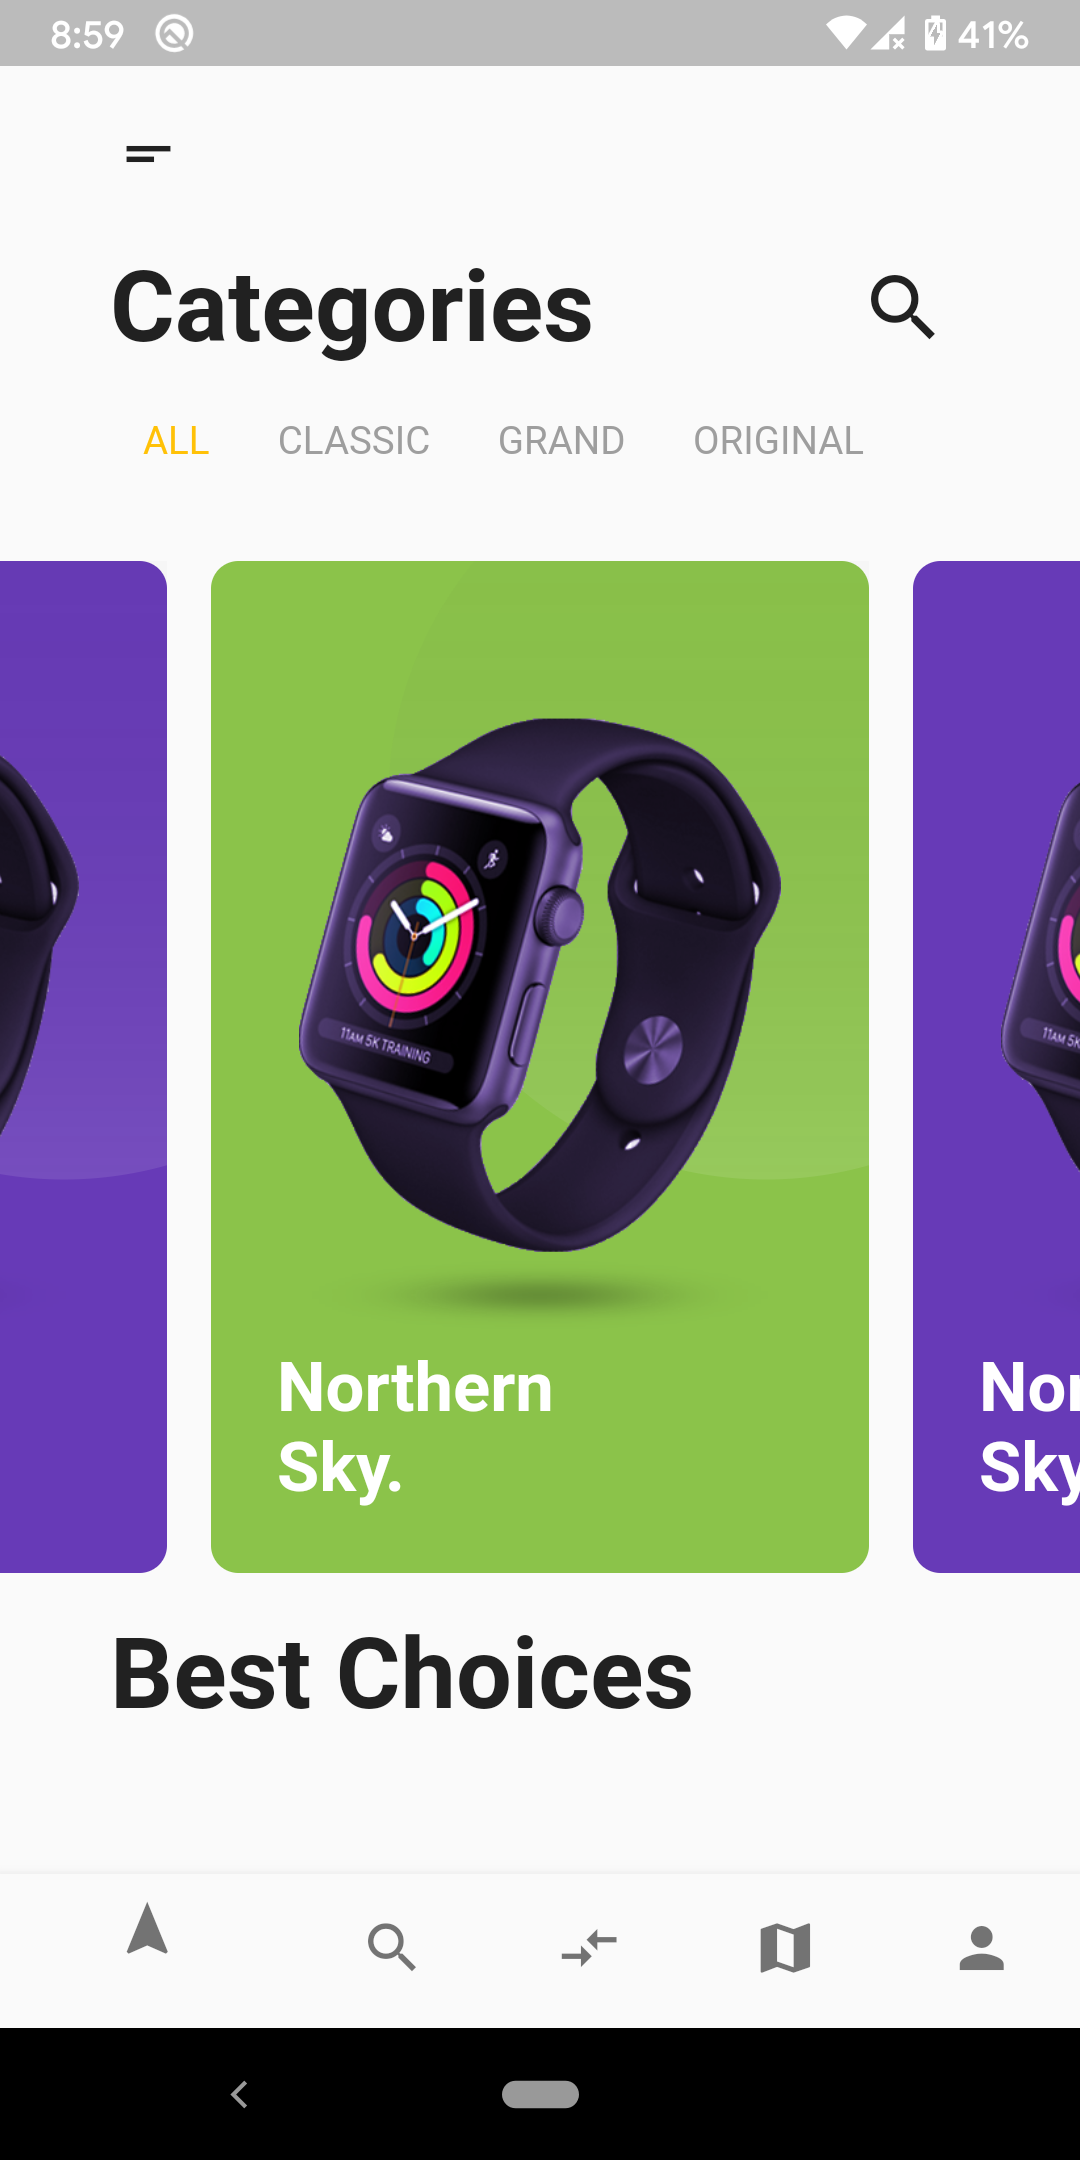 8:59 41%
Categories
ALL CLASSIC GRAND ORIGINAL
11AM 5K TRAINING
11AM 5K
Northern
Sky.
Nor
Sky
Best Choices